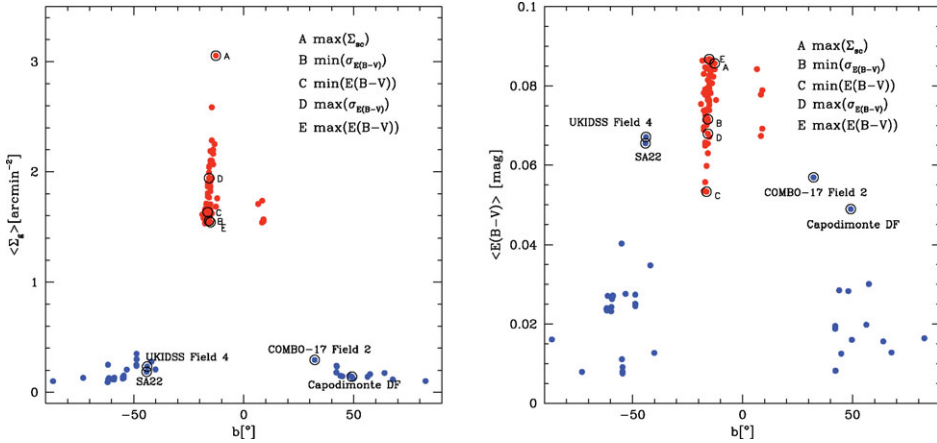 A max(Σsc)
B min(σE(B−V))
C min(E(B−V))
D max(σE(B−V))
E max(E(B−V))
A
D
C
B
E
UKIDSS Field 4
SA22
COMBO−17 Field 2
Capodimonte DF
<Σg>[arcmin−2]
0
1
2
3
−50
0
50
b[°]
A max(Σsc)
B min(σE(B−V))
C min(E(B−V))
D max(σE(B−V))
E max(E(B−V))
E
A
B
D
C
UKIDSS Field 4
SA22
COMBO−17 Field 2
Capodimonte DF
<E(B−V)> [mag]
0
0.02
0.04
0.06
0.08
0.1
−50
0
50
b[°]